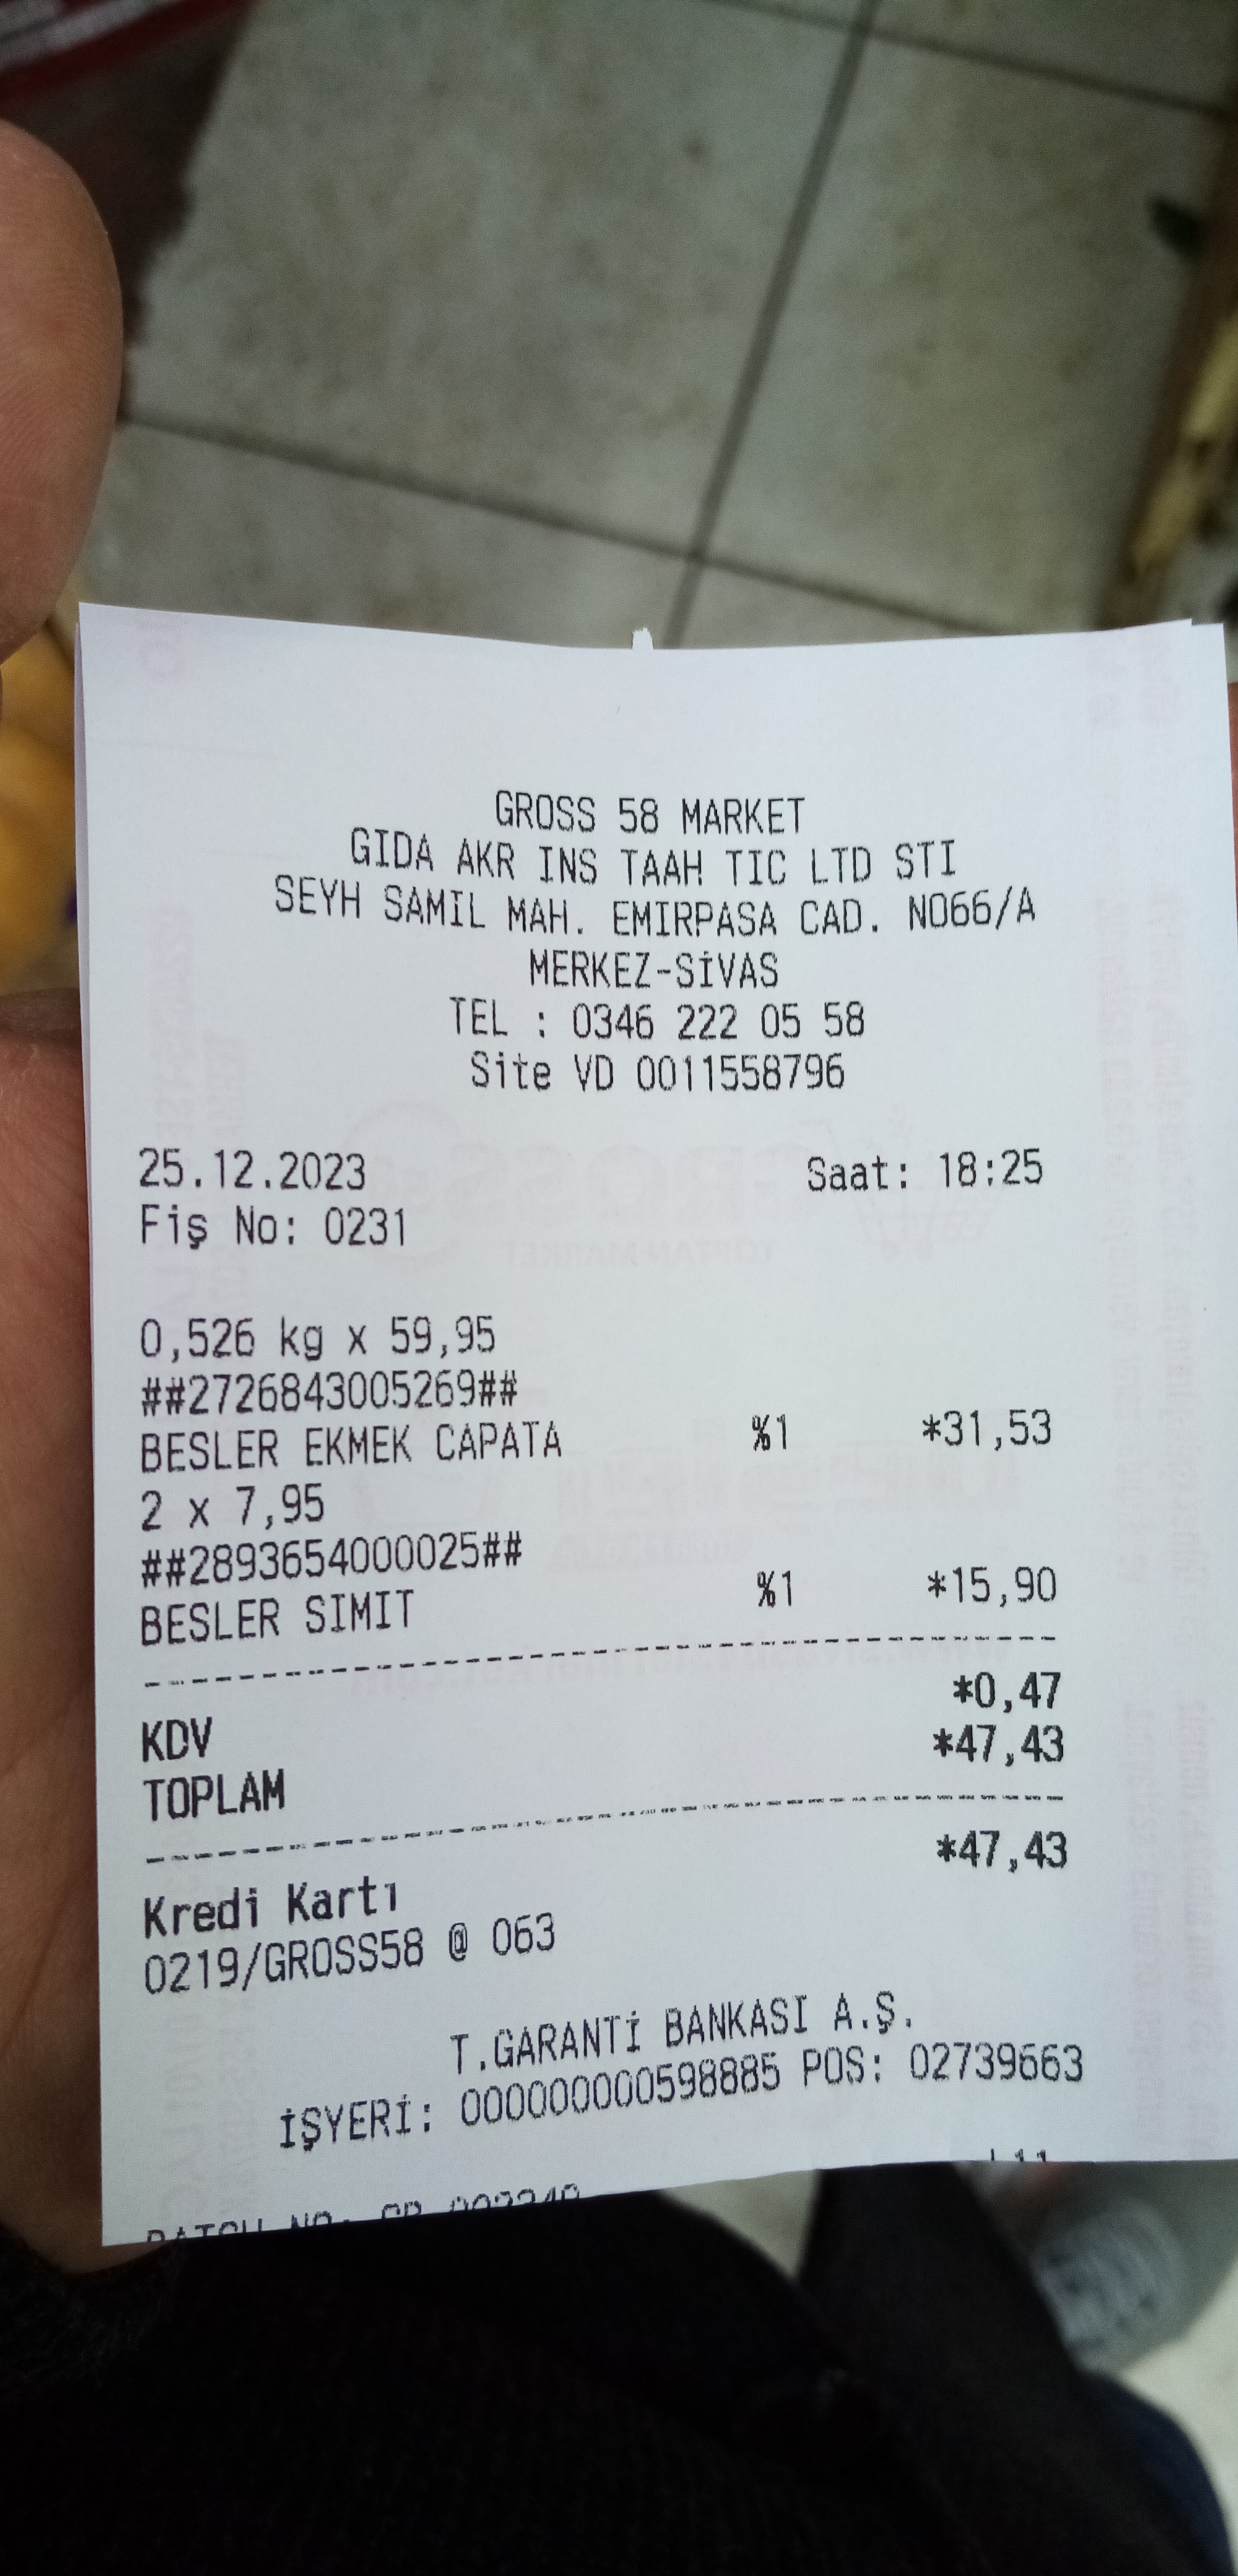 GROSS 58 MARKET
GIDA AKR INS TAAH TIC LTD STI
SEYH SAMIL MAH. EMIRPASA CAD. NO66/A
MERKEZ-SİVAS
TEL : 0346 222 05 58
Site VD 0011558796
25.12.2023 Saat: 18:25
Fiş No: 0231
0,526 kg x 59,95
##2726843005269##
BESLER EKMEK CAPATA %1 *31,53
2 x 7,95
##2893654000025##
BESLER SIMIT %1 *15,90
KDV *0,47
TOPLAM *47,43
Kredi Kartı *47,43
0219/GROSS58 @ 063
T.GARANTİ BANKASI A.Ş.
İŞYERİ: 000000000598885 POS: 02739663